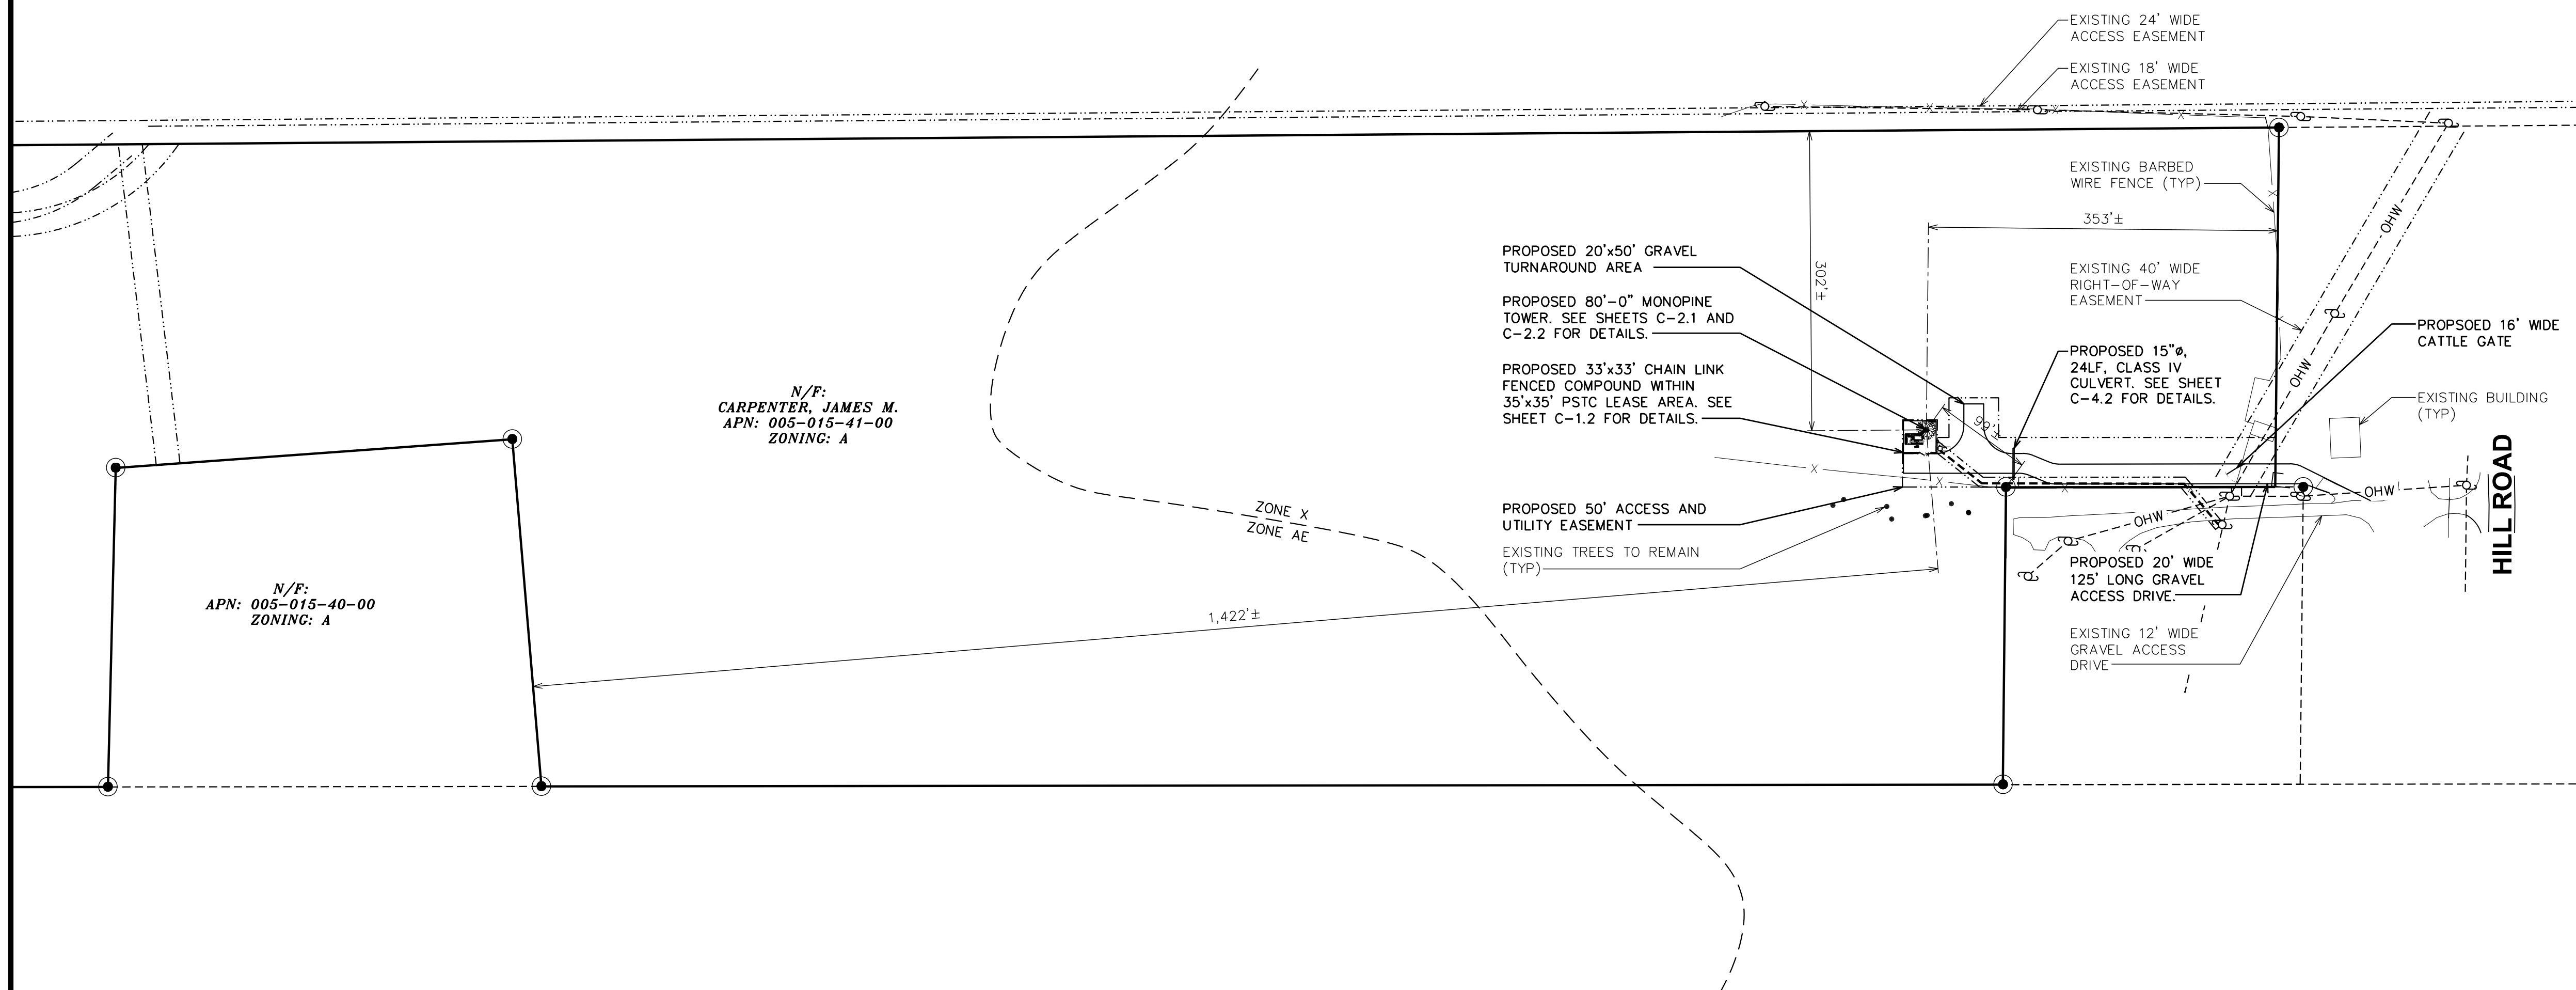 EXISTING 24' WIDE
ACCESS EASEMENT
EXISTING 18' WIDE
ACCESS EASEMENT
EXISTING BARBED
WIRE FENCE (TYP)
353'±
302'±
OHW
PROPOSED 20'x50' GRAVEL
TURNAROUND AREA
PROPOSED 80'-0" MONOPINE
TOWER. SEE SHEETS C-2.1 AND
C-2.2 FOR DETAILS.
PROPOSED 33'x33' CHAIN LINK
FENCED COMPOUND WITHIN
35'x35' PSTC LEASE AREA. SEE
SHEET C-1.2 FOR DETAILS.
EXISTING 40' WIDE
RIGHT-OF-WAY
EASEMENT
PROPSOED 16' WIDE
CATTLE GATE
PROPOSED 15"ø,
24LF, CLASS IV
CULVERT. SEE SHEET
C-4.2 FOR DETAILS.
OHW
EXISTING BUILDING
(TYP)
N/F:
CARPENTER, JAMES M.
APN: 005-015-41-00
ZONING: A
99'±
X
X
X
X
X
X
X
X
ZONE X
ZONE AE
PROPOSED 50' ACCESS AND
UTILITY EASEMENT
EXISTING TREES TO REMAIN
(TYP)
OHW
OHW
HILL ROAD
PROPOSED 20' WIDE
125' LONG GRAVEL
ACCESS DRIVE.
N/F:
APN: 005-015-40-00
ZONING: A
1,422'±
EXISTING 12' WIDE
GRAVEL ACCESS
DRIVE